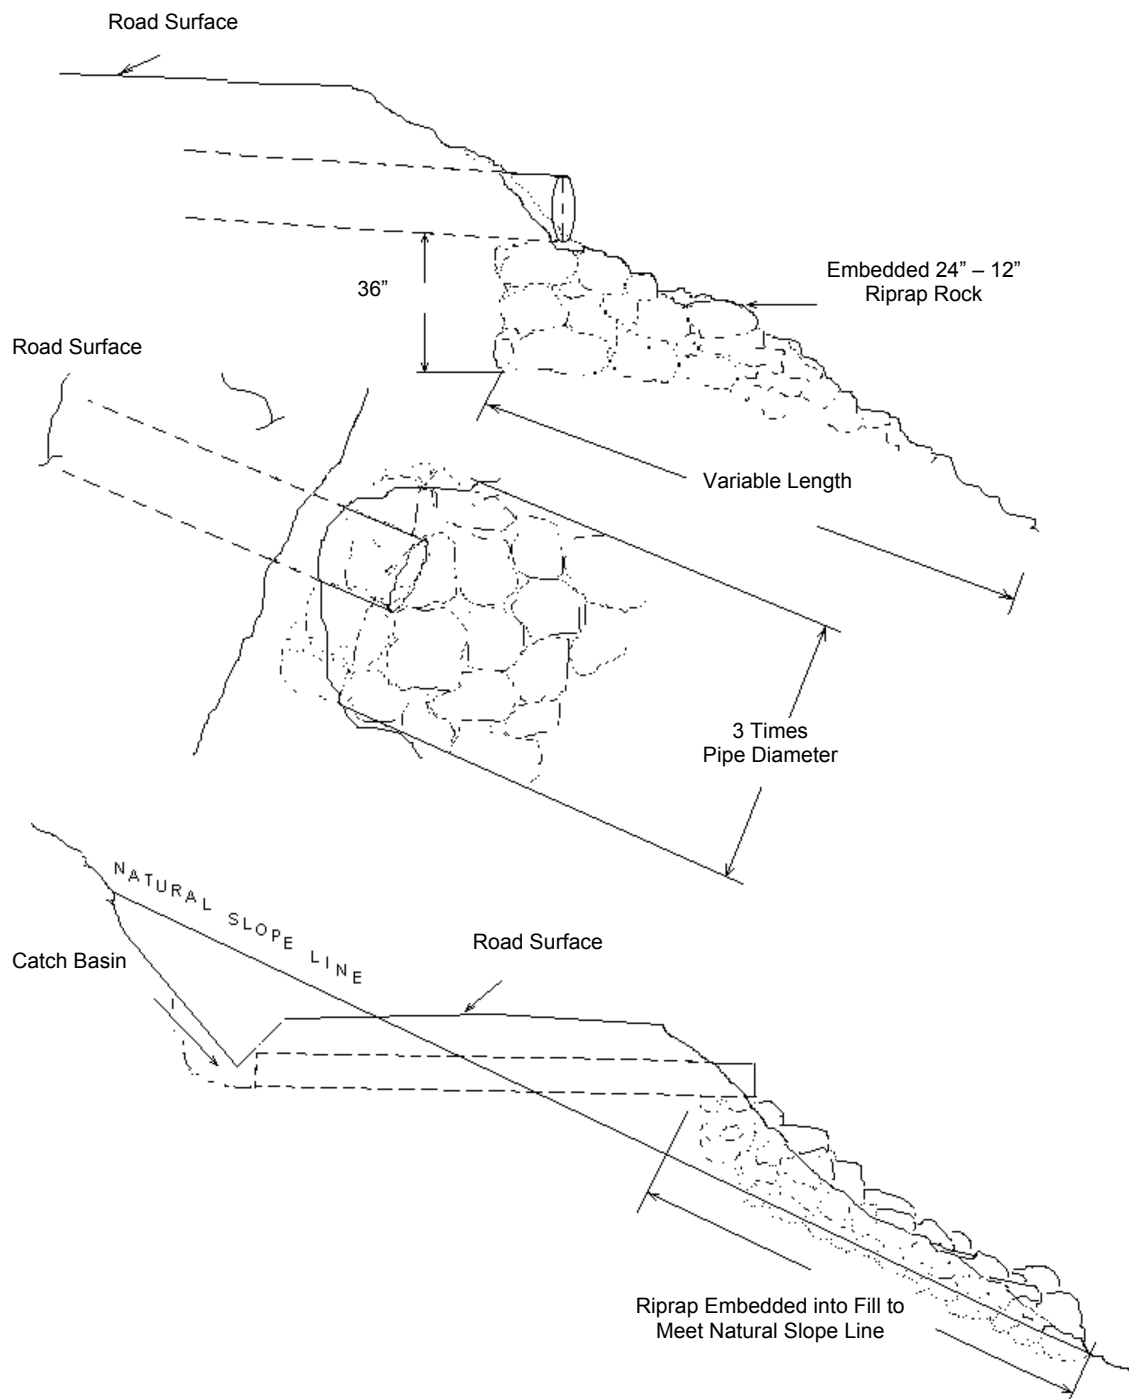 Road Surface
Embedded 24” – 12”
Riprap Rock
36”
Road Surface
Variable Length
3 Times
Pipe Diameter
NATURAL SLOPE LINE
Road Surface
Catch Basin
Riprap Embedded into Fill to
Meet Natural Slope Line